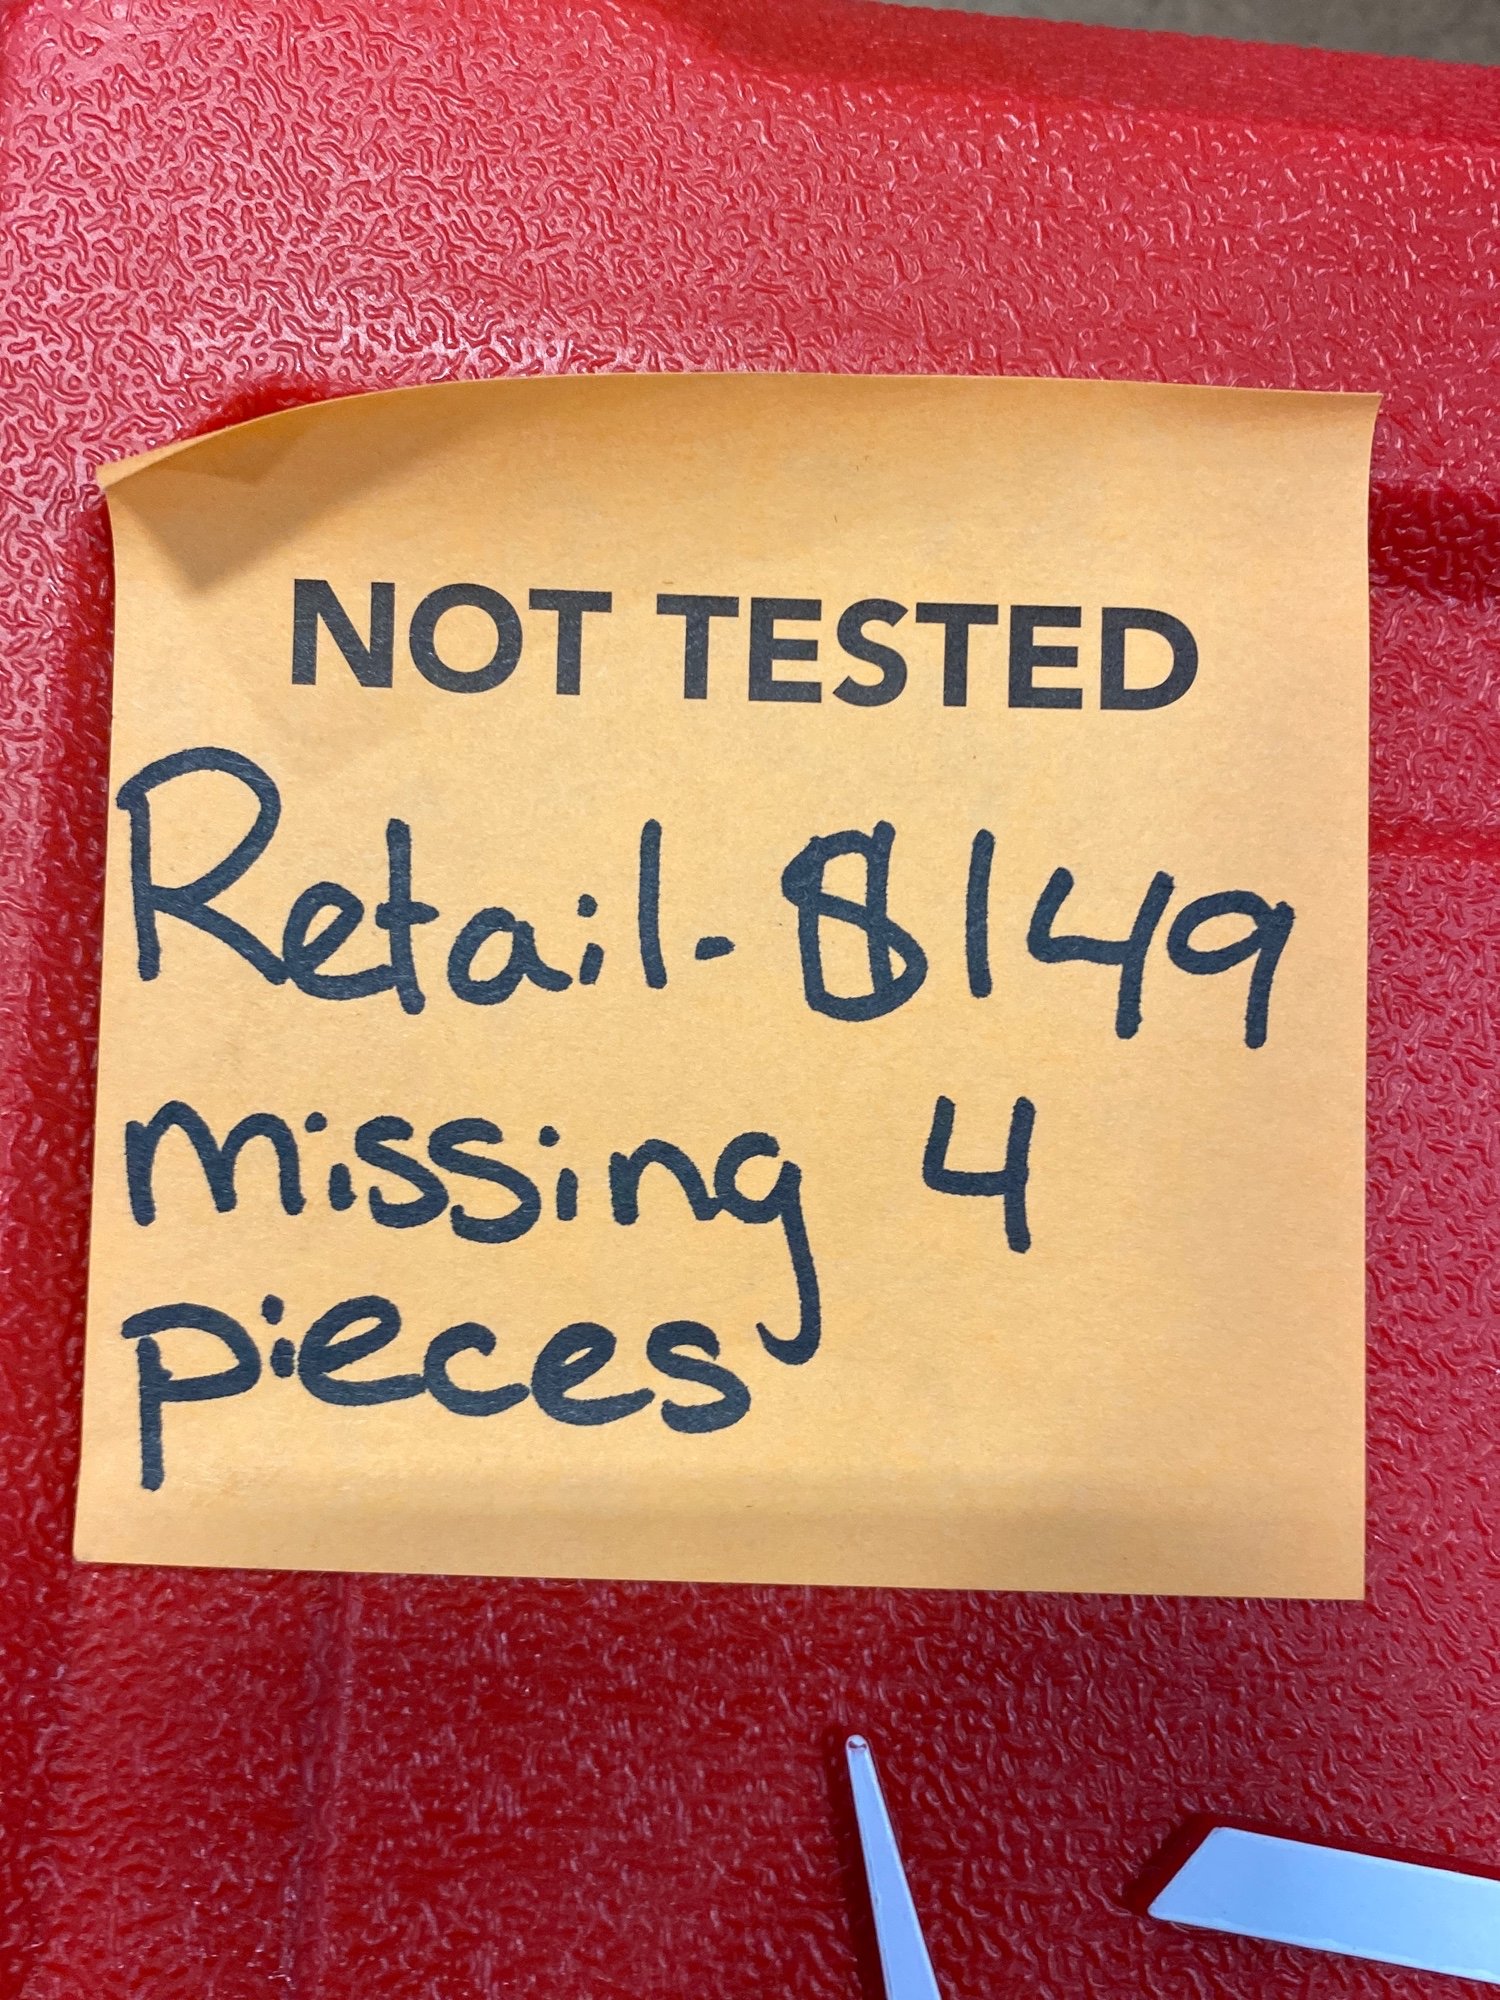 NOT TESTED
Retail - $149
missing 4
pieces